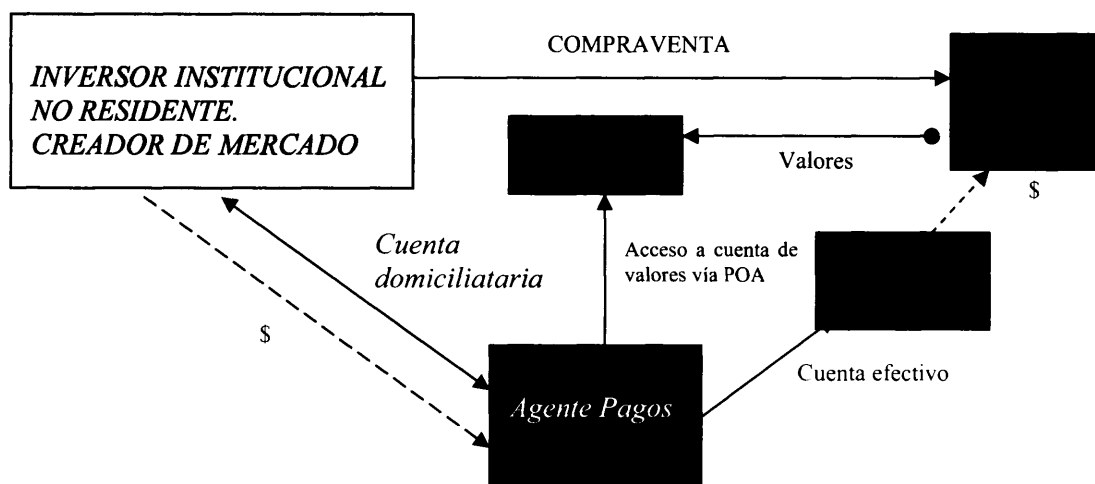 COMPRAVENTA
INVERSOR INSTITUCIONAL
NO RESIDENTE.
CREADOR DE MERCADO
Valores
$
Cuenta
domiciliataria
Acceso a cuenta de
valores vía POA
$
Cuenta efectivo
Agente Pagos